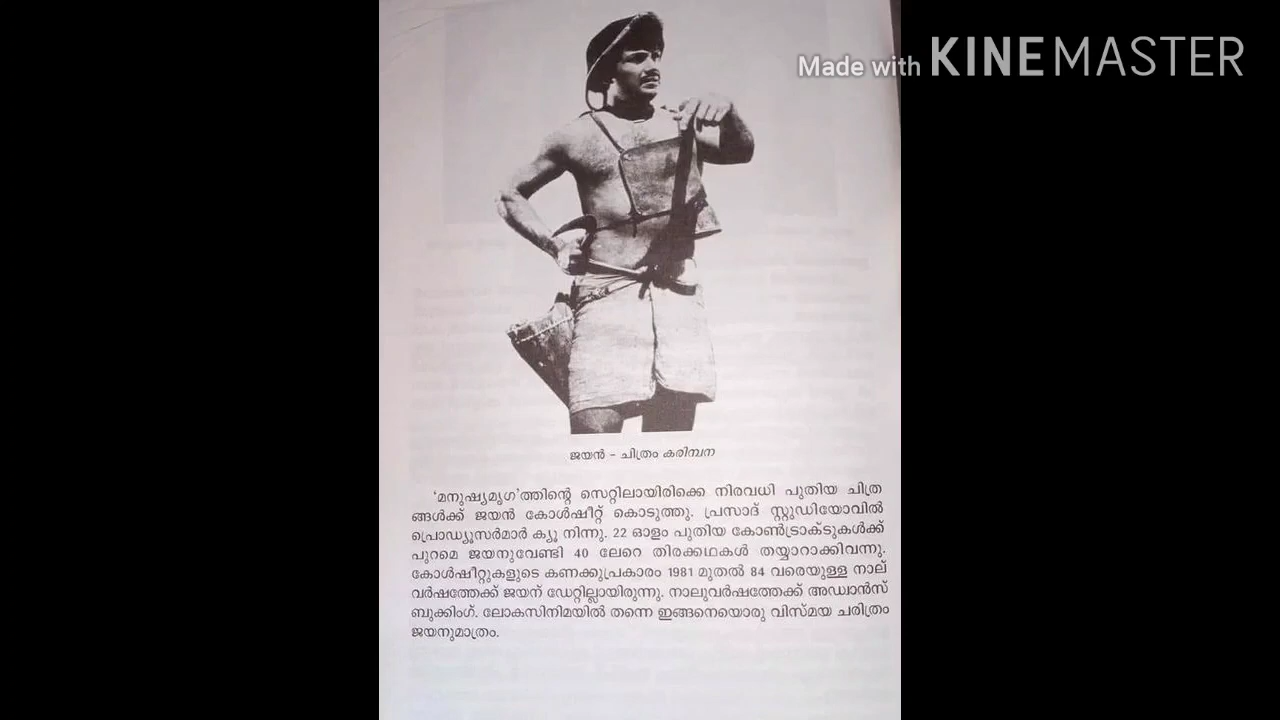 Made with KINEMASTER
ജയൻ - ചിത്രം കരിമ്പന
'മനുഷ്യമൃഗ'ത്തിന്റെ സെറ്റിലായിരിക്കെ നിരവധി പുതിയ ചിത്ര
ങ്ങൾക്ക് ജയൻ കോൾഷീറ്റ് കൊടുത്തു. പ്രസാദ് സ്റ്റുഡിയോവിൽ
പ്രൊഡ്യൂസർമാർ ക്യൂ നിന്നു. 22 ഓളം പുതിയ കോൺട്രാക്ടുകൾക്ക്
പുറമെ ജയനുവേണ്ടി 40 ലേറെ തിരക്കഥകൾ തയ്യാറാക്കിവന്നു.
കോൾഷീറ്റുകളുടെ കണക്കുപ്രകാരം 1981 മുതൽ 84 വരെയുള്ള നാല്
വർഷത്തേക്ക് ജയന് ഡേറ്റില്ലായിരുന്നു. നാലുവർഷത്തേക്ക് അഡ്വാൻസ്
ബുക്കിംഗ്. ലോകസിനിമയിൽ തന്നെ ഇങ്ങനെയൊരു വിസ്മയ ചരിത്രം
ജയനുമാത്രം.